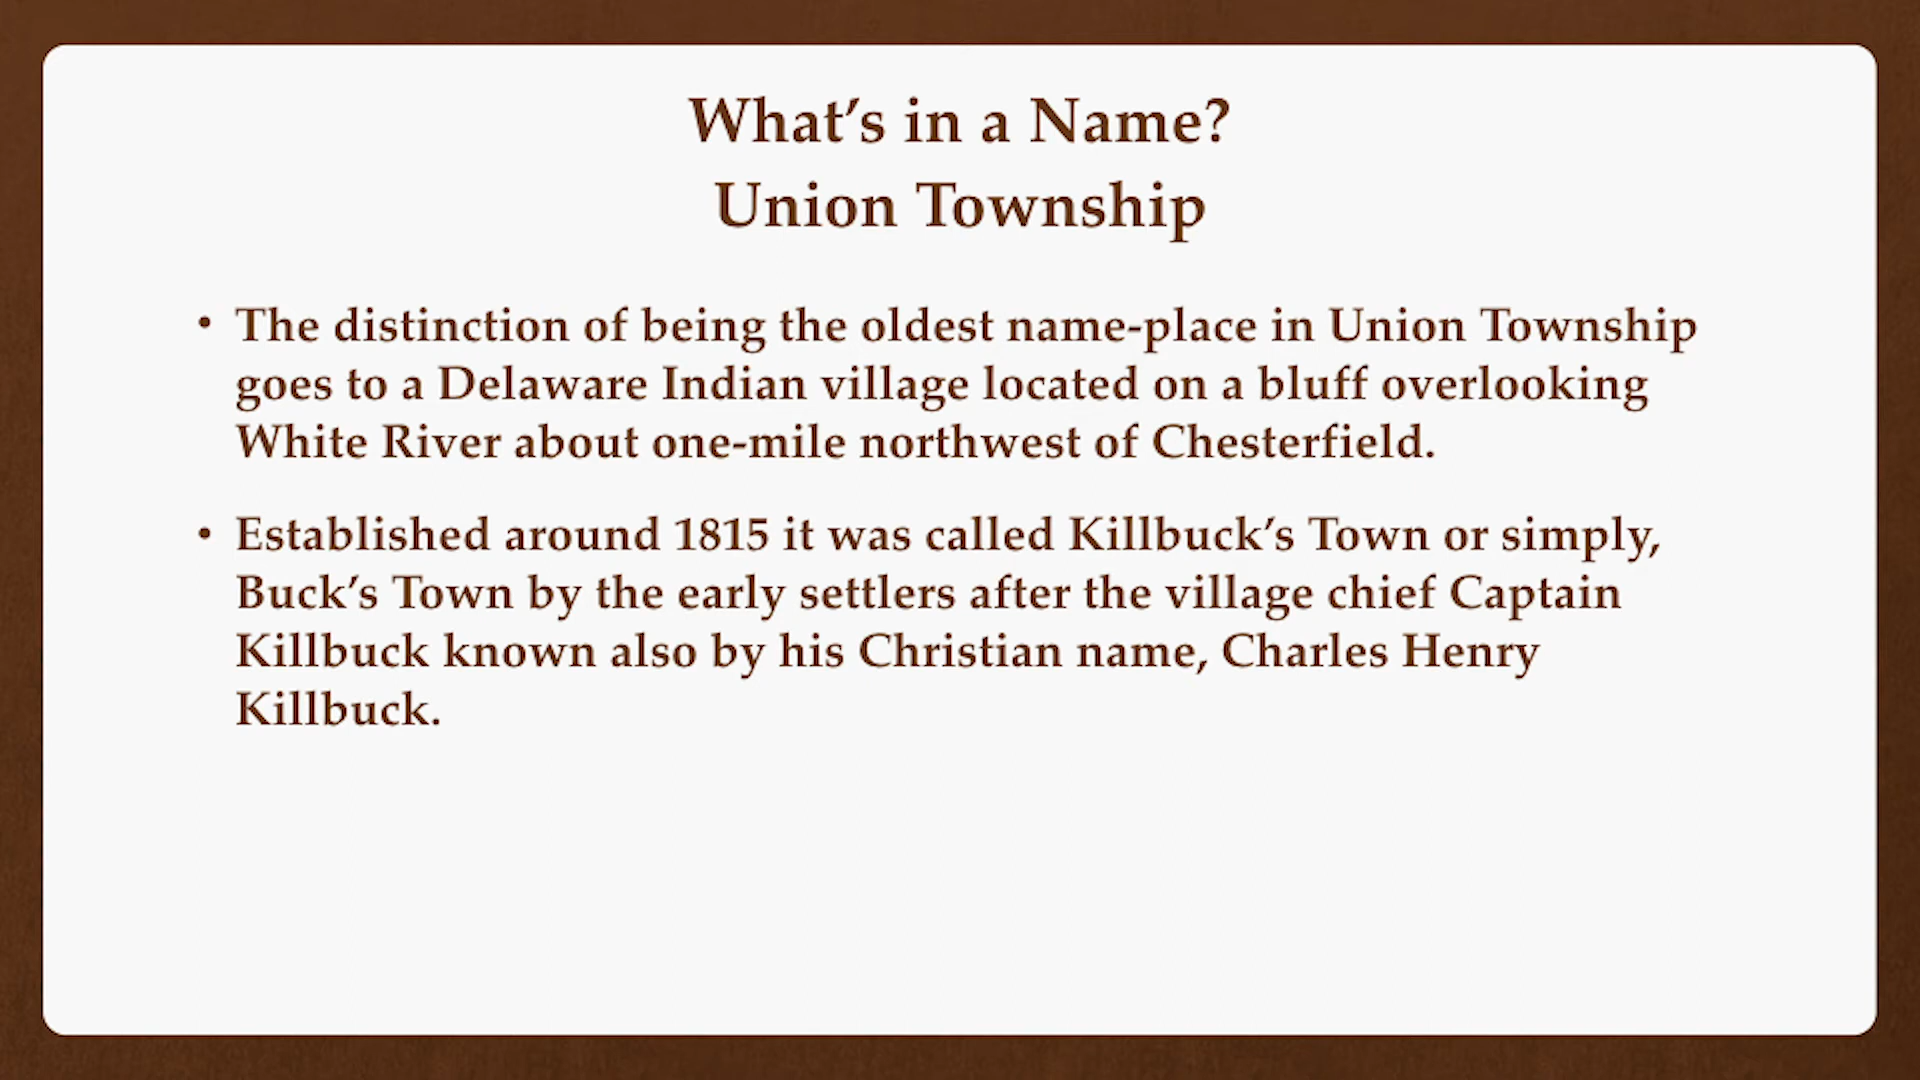 What’s in a Name?
Union Township
• The distinction of being the oldest name-place in Union Township
goes to a Delaware Indian village located on a bluff overlooking
White River about one-mile northwest of Chesterfield.
• Established around 1815 it was called Killbuck’s Town or simply,
Buck’s Town by the early settlers after the village chief Captain
Killbuck known also by his Christian name, Charles Henry
Killbuck.